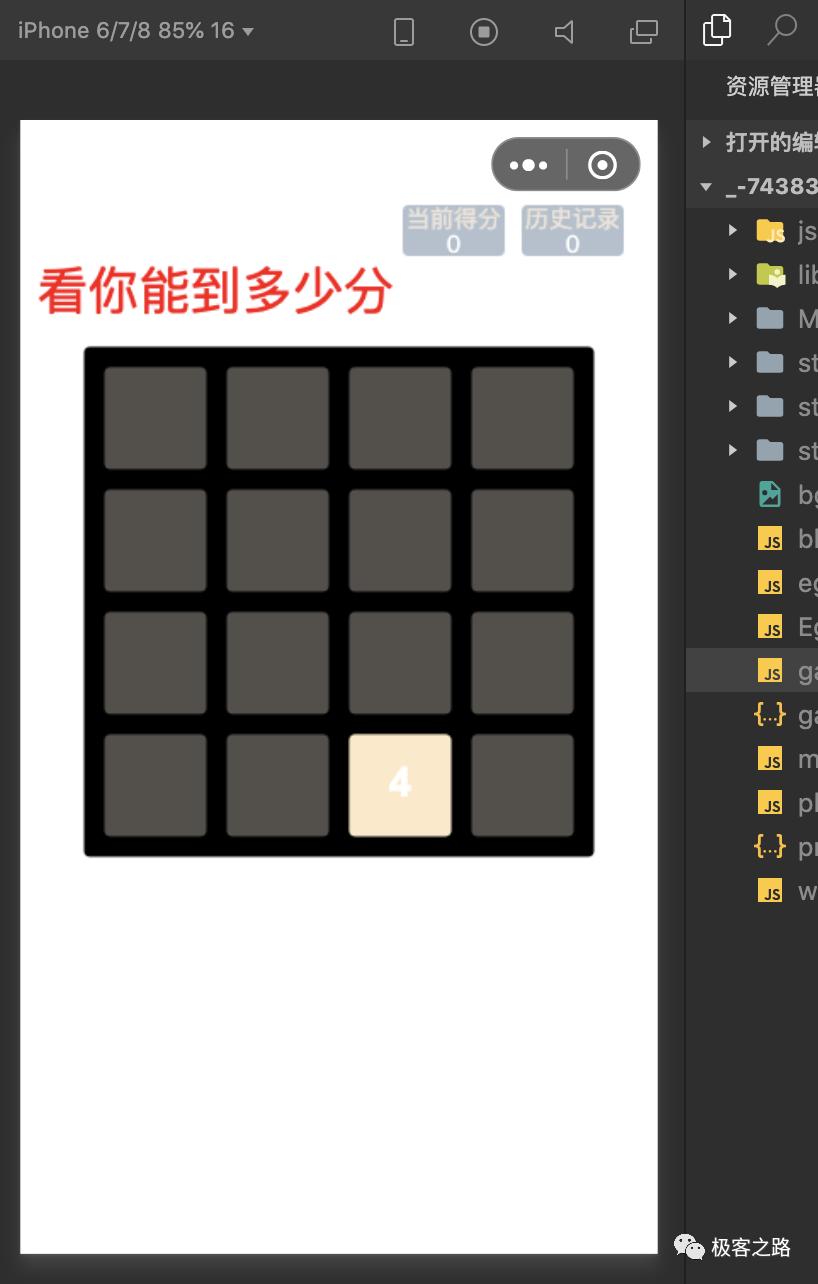 iPhone 6/7/8 85% 16
资源管理
打开的编
_-74383
当前得分
0
历史记录
0
看你能到多少分
js
lib
M
st
st
st
bg
bl
eg
Eg
ga
ga
m
pl
pr
w
4
极客之路